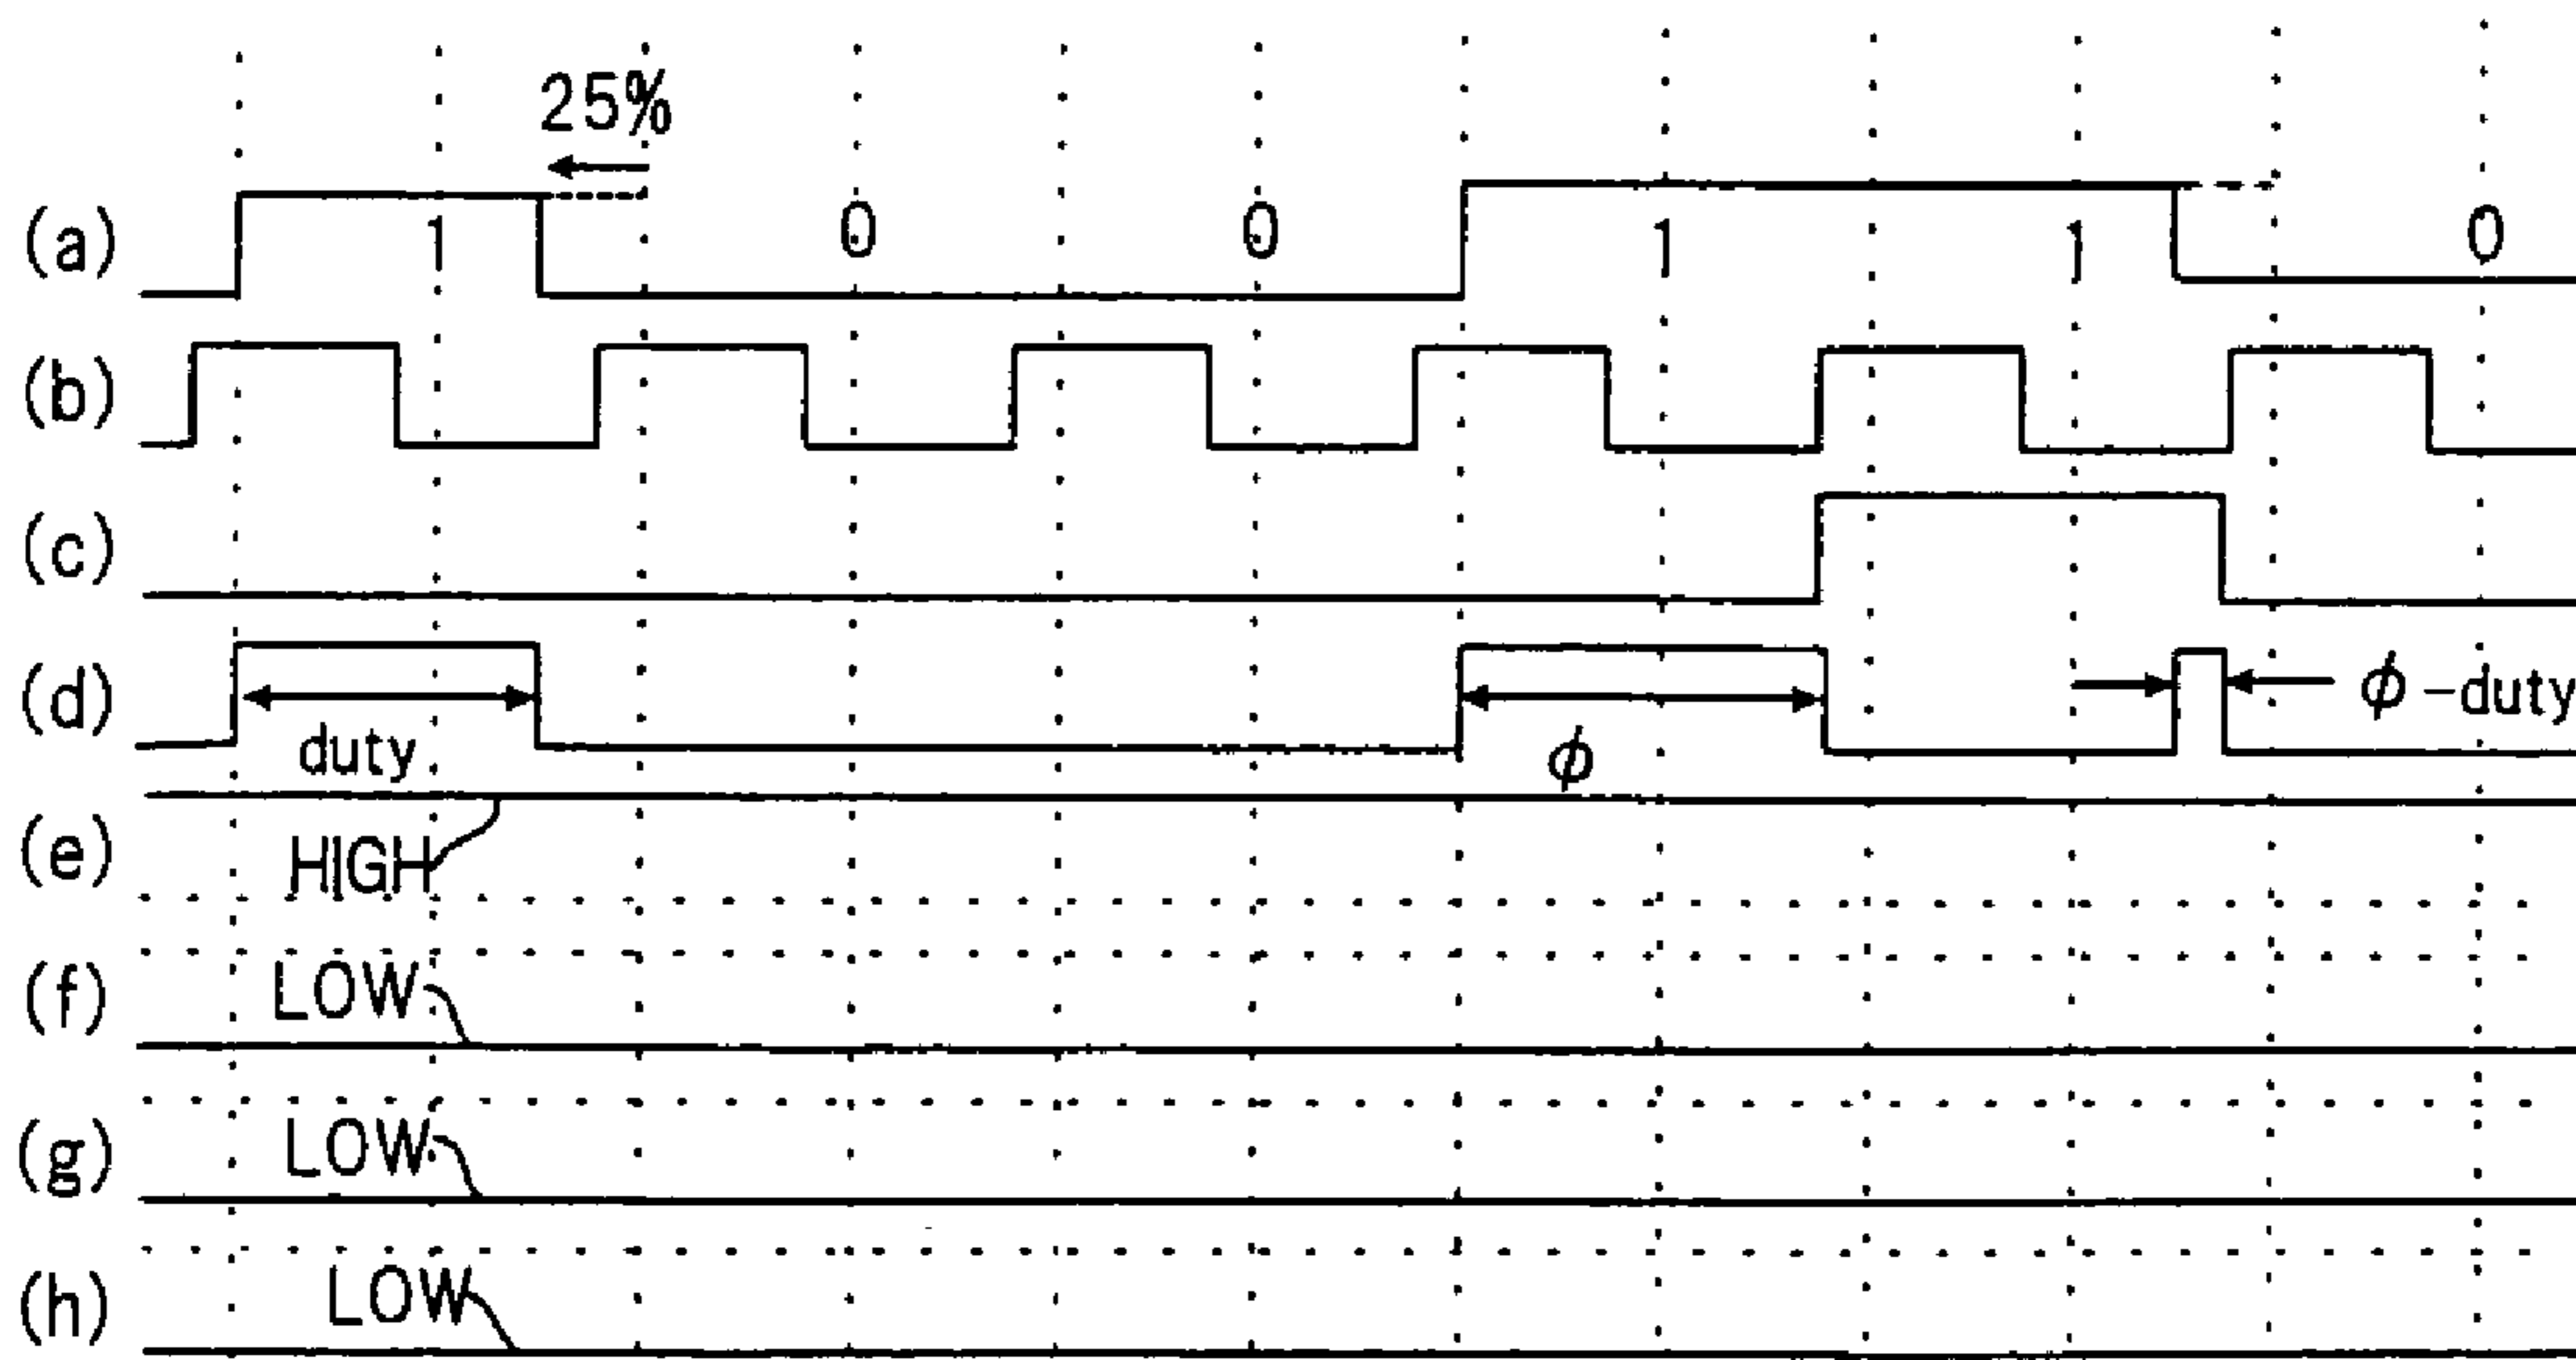 25%
(a) 1 0 0 1 1 0
(b)
(c)
(d) duty ϕ ϕ-duty
(e) HIGH
(f) LOW
(g) LOW
(h) LOW